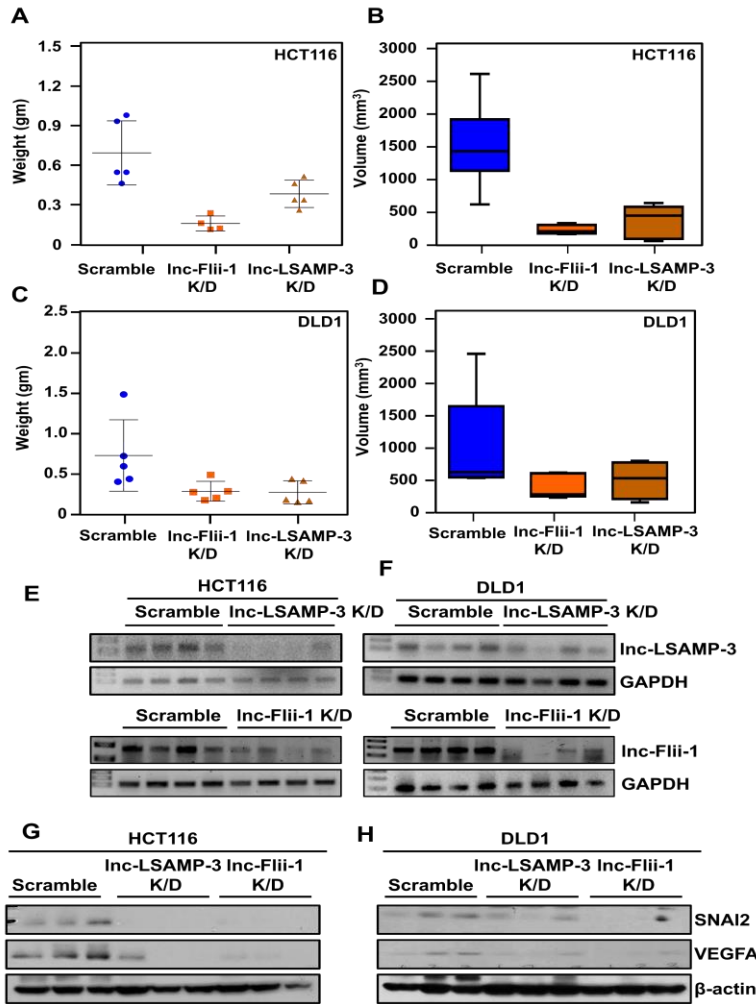 A
HCT116
Weight (gm)
1.5
1.2
0.9
0.6
0.3
0
Scramble lnc-Flii-1 lnc-LSAMP-3
K/D K/D
B
HCT116
Volume (mm³)
3000
2500
2000
1500
1000
500
0
Scramble lnc-Flii-1 lnc-LSAMP-3
K/D K/D
C
DLD1
Weight (gm)
2.5
2.0
1.5
1.0
0.5
0
Scramble lnc-Flii-1 lnc-LSAMP-3
K/D K/D
D
DLD1
Volume (mm³)
3000
2500
2000
1500
1000
500
0
Scramble lnc-Flii-1 lnc-LSAMP-3
K/D K/D
E
HCT116
Scramble lnc-LSAMP-3 K/D
F
DLD1
Scramble lnc-LSAMP-3 K/D
lnc-LSAMP-3
GAPDH
Scramble lnc-Flii-1 K/D
Scramble lnc-Flii-1 K/D
lnc-Flii-1
GAPDH
G
HCT116
lnc-LSAMP-3 lnc-Flii-1
Scramble K/D K/D
H
DLD1
lnc-LSAMP-3 lnc-Flii-1
Scramble K/D K/D
SNAI2
VEGFA
β-actin